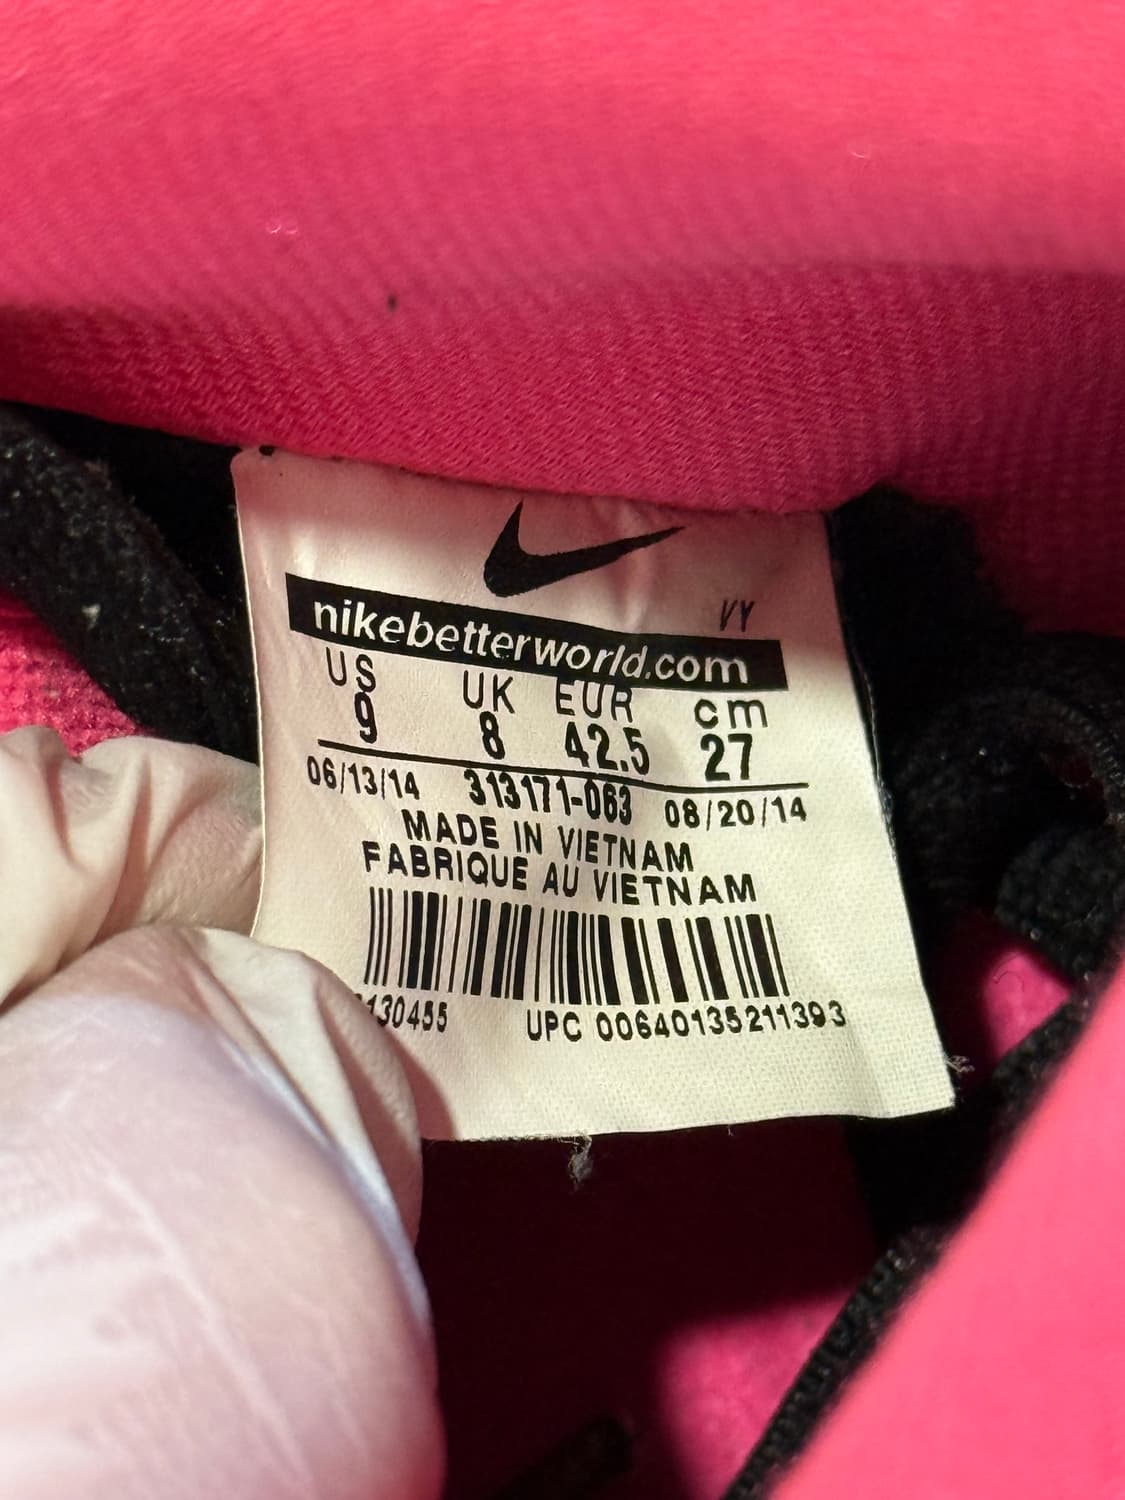 VY
nikebetterworld.com
US UK EUR cm
9 8 42.5 27
06/13/14 313171-063 08/20/14
MADE IN VIETNAM
FABRIQUE AU VIETNAM
130455 UPC 00640135211393